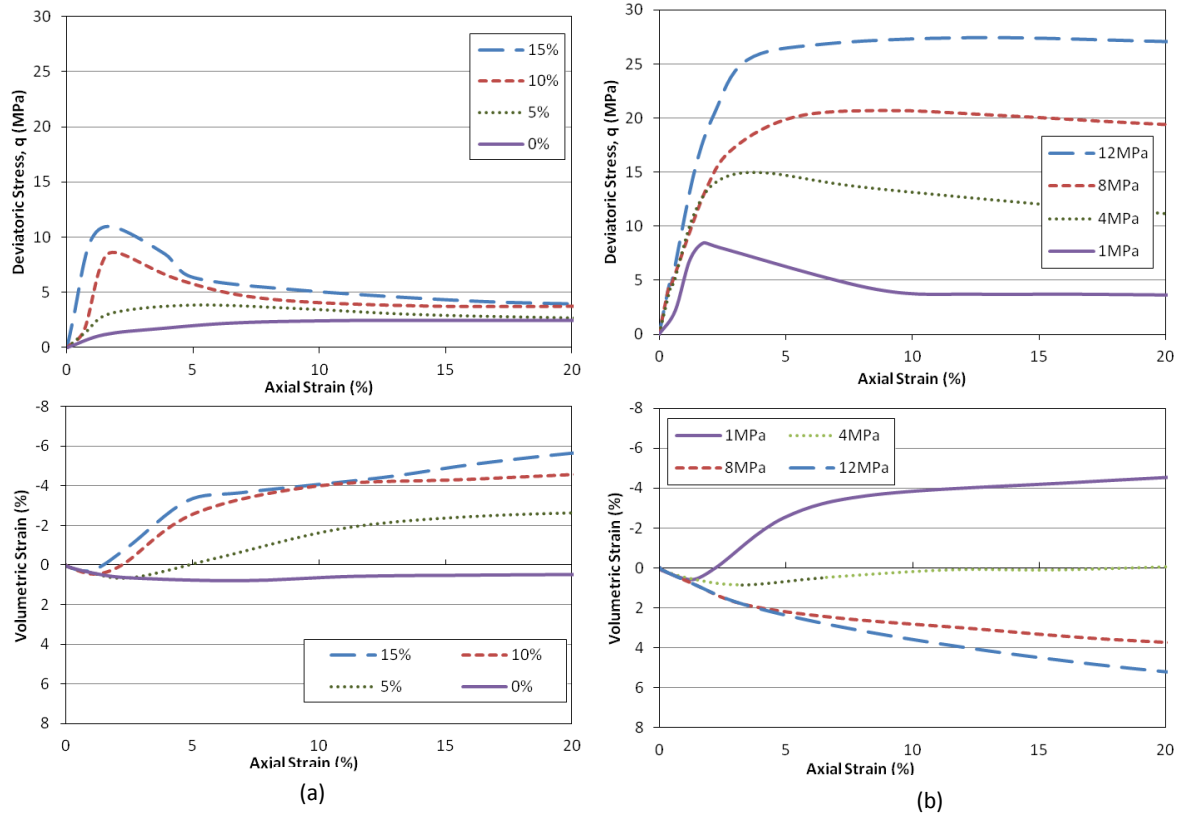 30
25
20
15
10
5
0
Deviatoric Stress, q (MPa)
15%
10%
5%
0%
0 5 10 15 20
Axial Strain (%)
-8
-6
-4
-2
0
2
4
6
8
Volumetric Strain (%)
15% 10%
5% 0%
0 5 10 15 20
Axial Strain (%)
(a)
30
25
20
15
10
5
0
Deviatoric Stress, q (MPa)
12MPa
8MPa
4MPa
1MPa
0 5 10 15 20
Axial Strain (%)
-8
-6
-4
-2
0
2
4
6
8
Volumetric Strain (%)
1MPa 4MPa
8MPa 12MPa
0 5 10 15 20
Axial Strain (%)
(b)